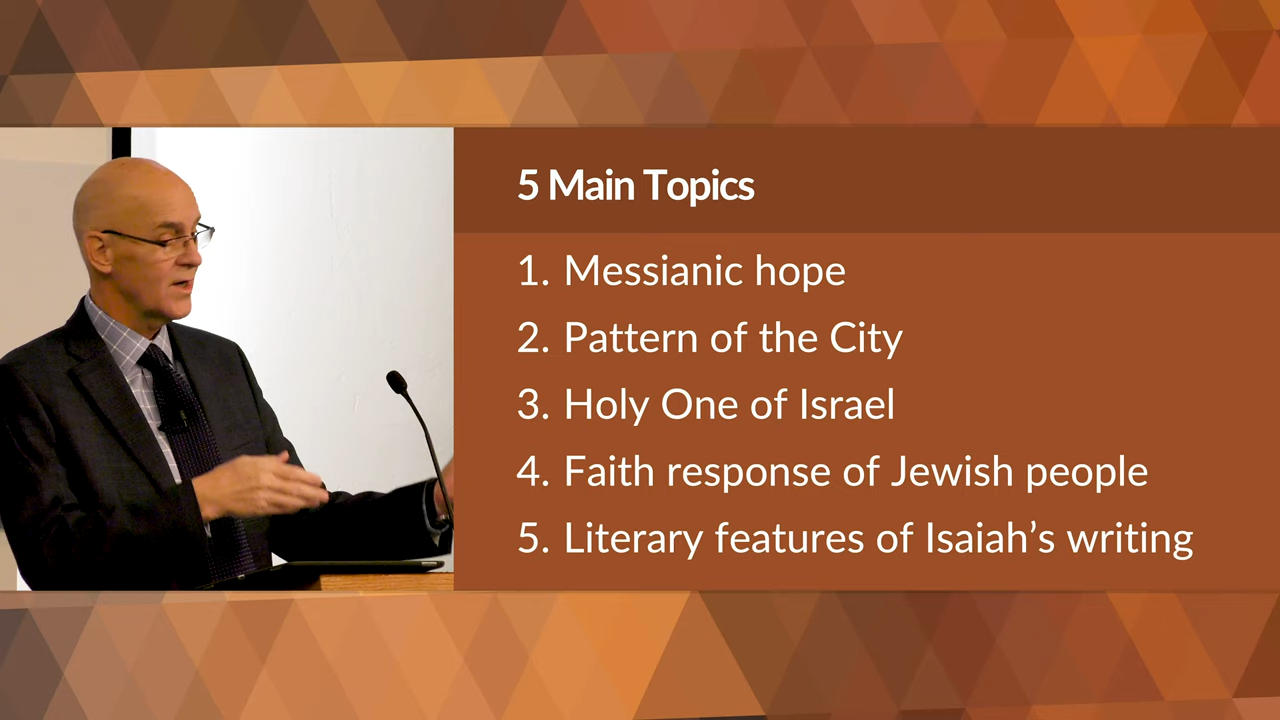 5 Main Topics
1. Messianic hope
2. Pattern of the City
3. Holy One of Israel
4. Faith response of Jewish people
5. Literary features of Isaiah’s writing